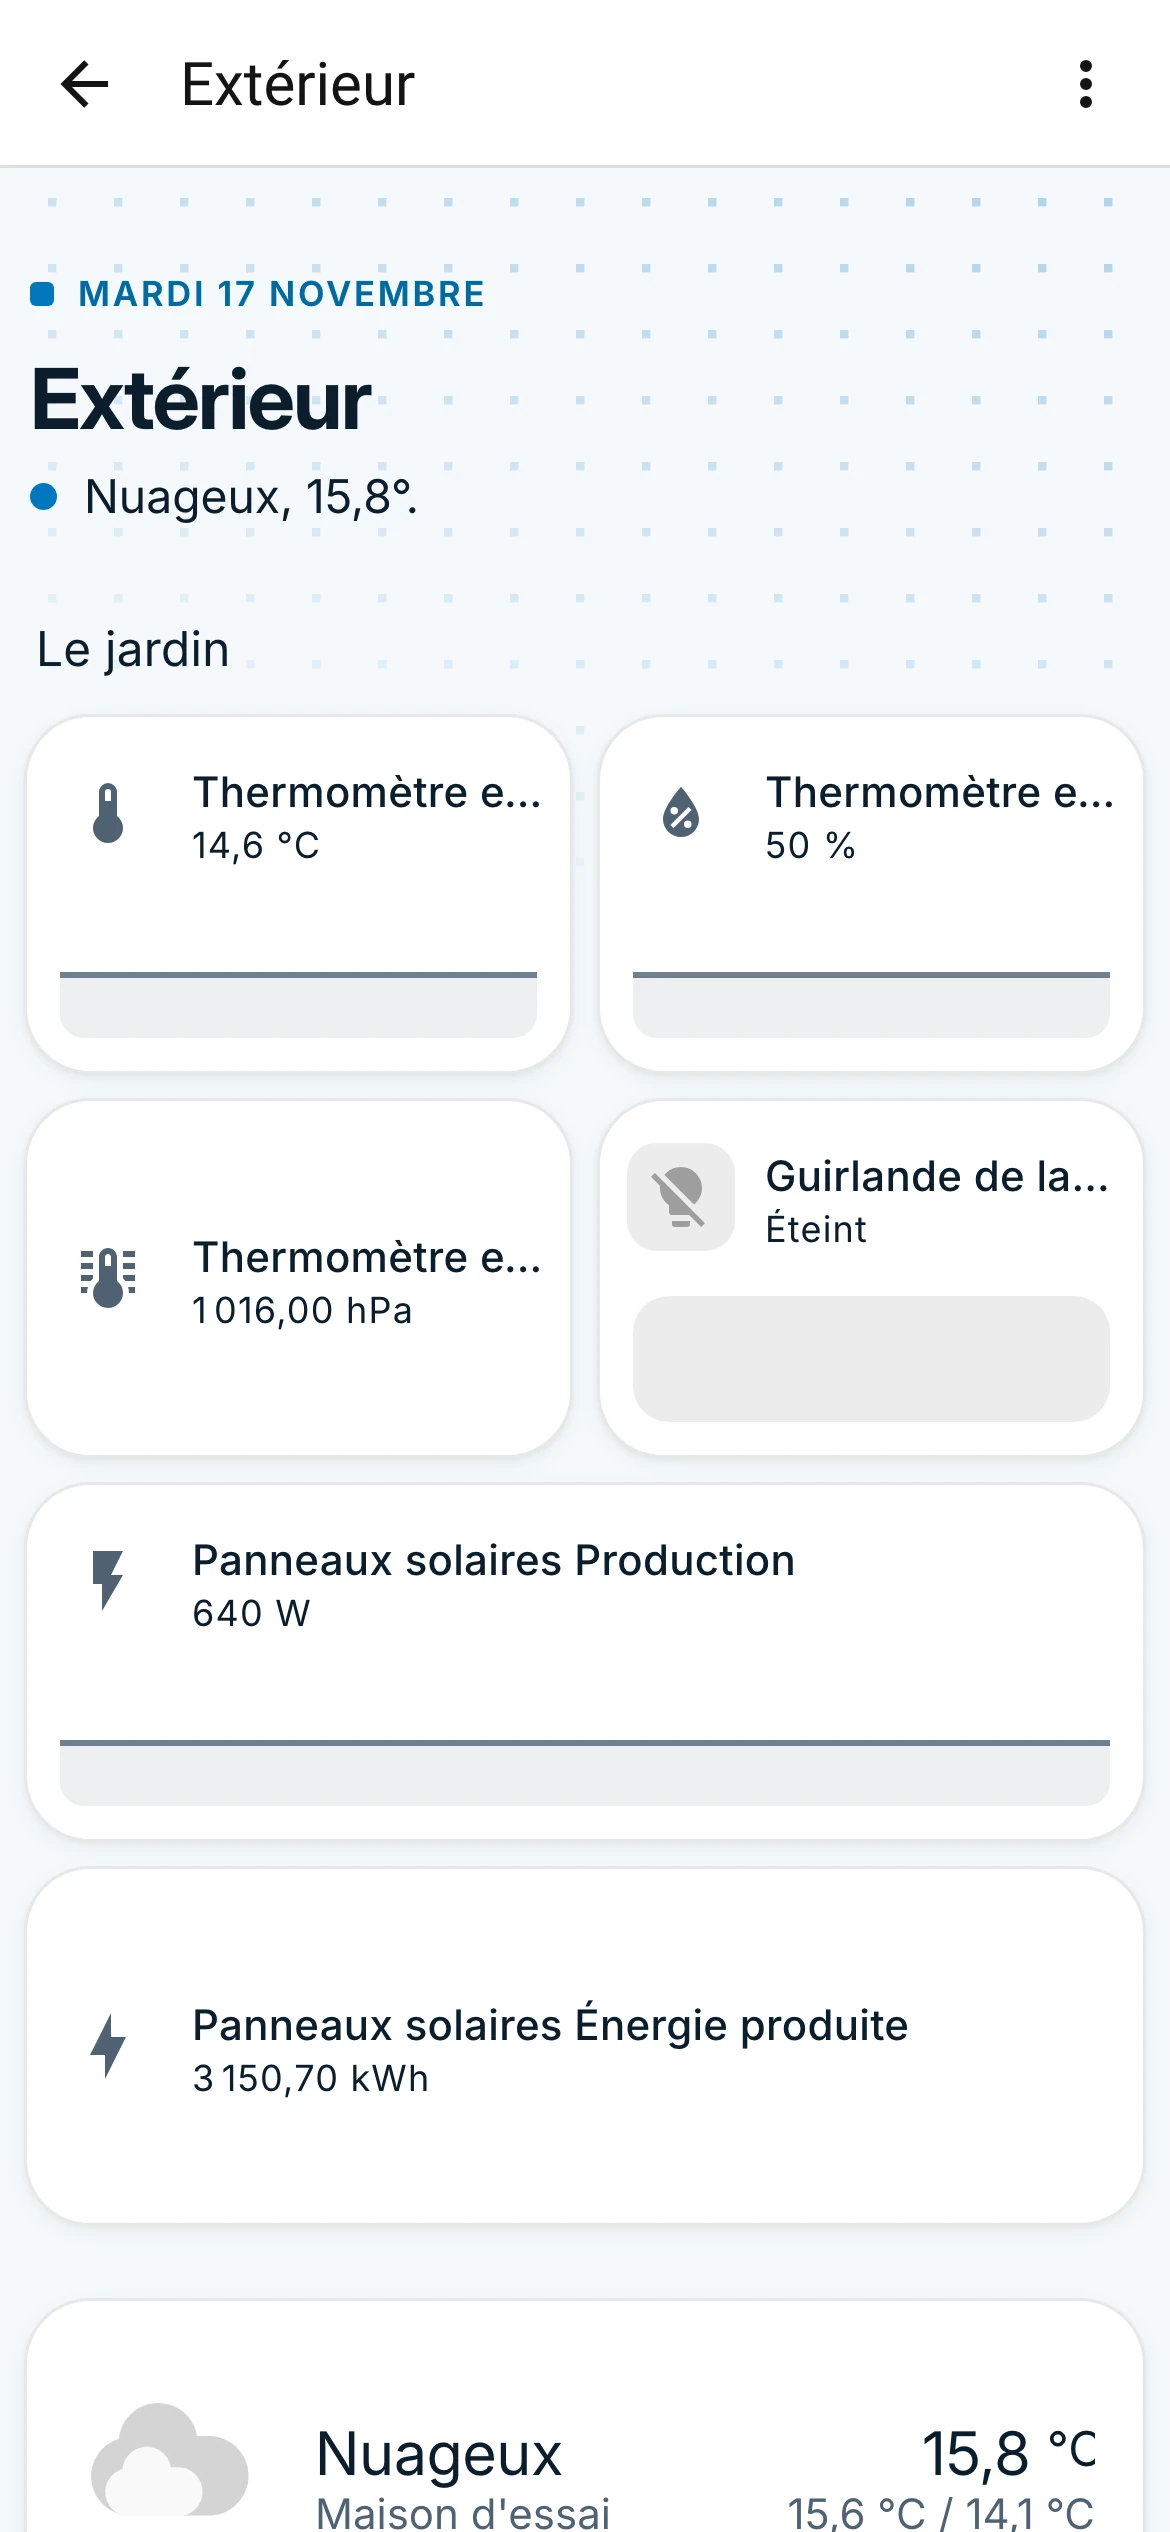 Extérieur
MARDI 17 NOVEMBRE
Extérieur
Nuageux, 15,8°.
Le jardin
Thermomètre e...
14,6 °C
Thermomètre e...
50 %
Thermomètre e...
1 016,00 hPa
Guirlande de la...
Éteint
Panneaux solaires Production
640 W
Panneaux solaires Énergie produite
3 150,70 kWh
Nuageux
15,8 °C
Maison d'essai
15,6 °C / 14,1 °C